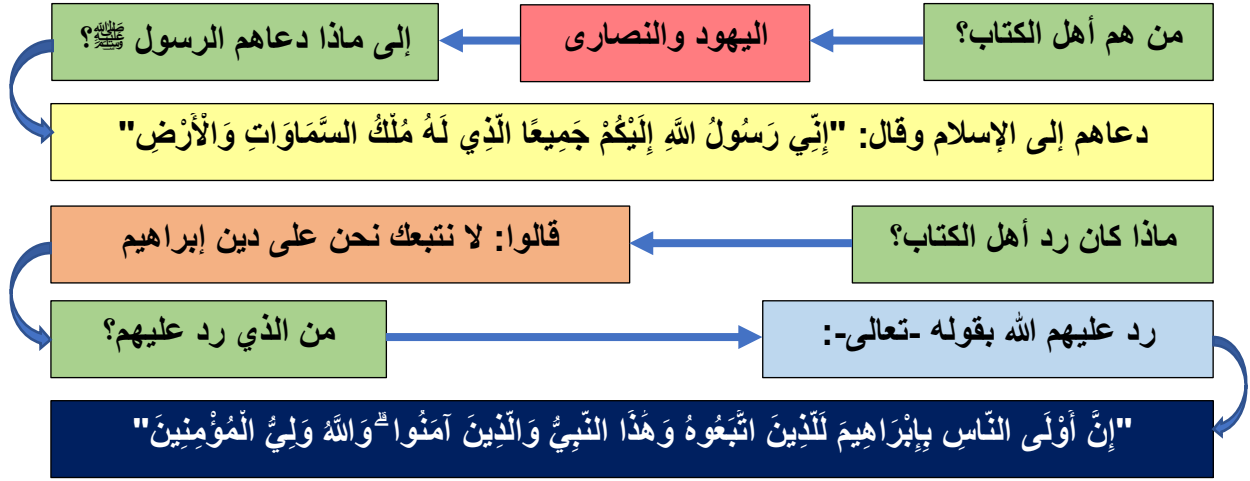 من هم أهل الكتاب؟
اليهود والنصارى
إلى ماذا دعاهم الرسول ﷺ؟
دعاهم إلى الإسلام وقال: "إِنِّي رَسُولُ اللَّهِ إِلَيْكُمْ جَمِيعًا الَّذِي لَهُ مُلْكُ السَّمَاوَاتِ وَالْأَرْضِ"
ماذا كان رد أهل الكتاب؟
قالوا: لا نتبعك نحن على دين إبراهيم
من الذي رد عليهم؟
رد عليهم الله بقوله -تعالى-:
"إِنَّ أَوْلَى النَّاسِ بِإِبْرَاهِيمَ لَلَّذِينَ اتَّبَعُوهُ وَهَٰذَا النَّبِيُّ وَالَّذِينَ آمَنُوا ۗ وَاللَّهُ وَلِيُّ الْمُؤْمِنِينَ"